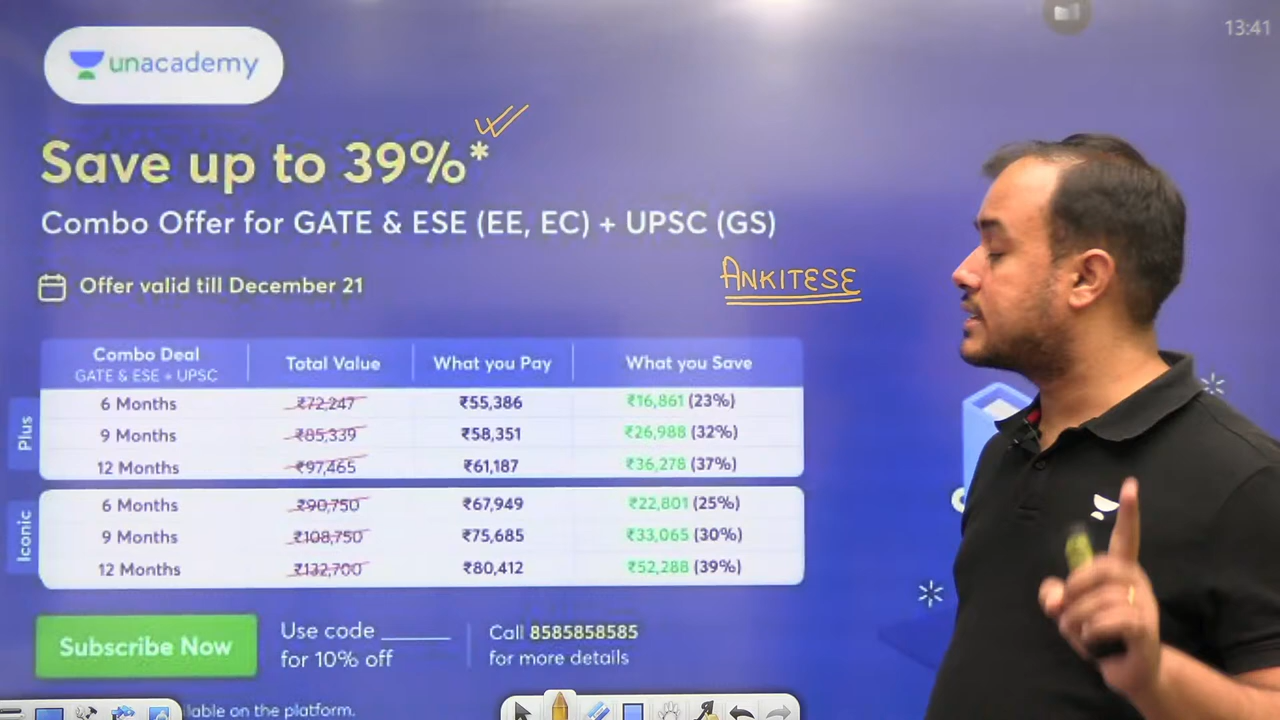 13:41
unacademy
Save up to 39%*
Combo Offer for GATE & ESE (EE, EC) + UPSC (GS)
ANKITESE
Offer valid till December 21
Combo Deal Total Value What you Pay What you Save
GATE & ESE + UPSC
Plus
6 Months ₹72,247 ₹55,386 ₹16,861 (23%)
9 Months ₹85,339 ₹58,351 ₹26,988 (32%)
12 Months ₹97,465 ₹61,187 ₹36,278 (37%)
Iconic
6 Months ₹90,750 ₹67,949 ₹22,801 (25%)
9 Months ₹108,750 ₹75,685 ₹33,065 (30%)
12 Months ₹132,700 ₹80,412 ₹52,288 (39%)
Subscribe Now
Use code ______
for 10% off
Call 8585858585
for more details
on the platform.